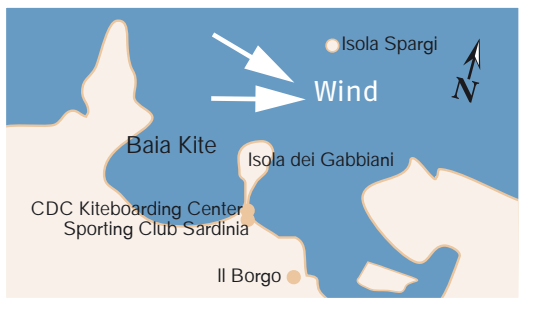 Isola Spargi
Wind
N
Baia Kite
Isola dei Gabbiani
CDC Kiteboarding Center
Sporting Club Sardinia
Il Borgo